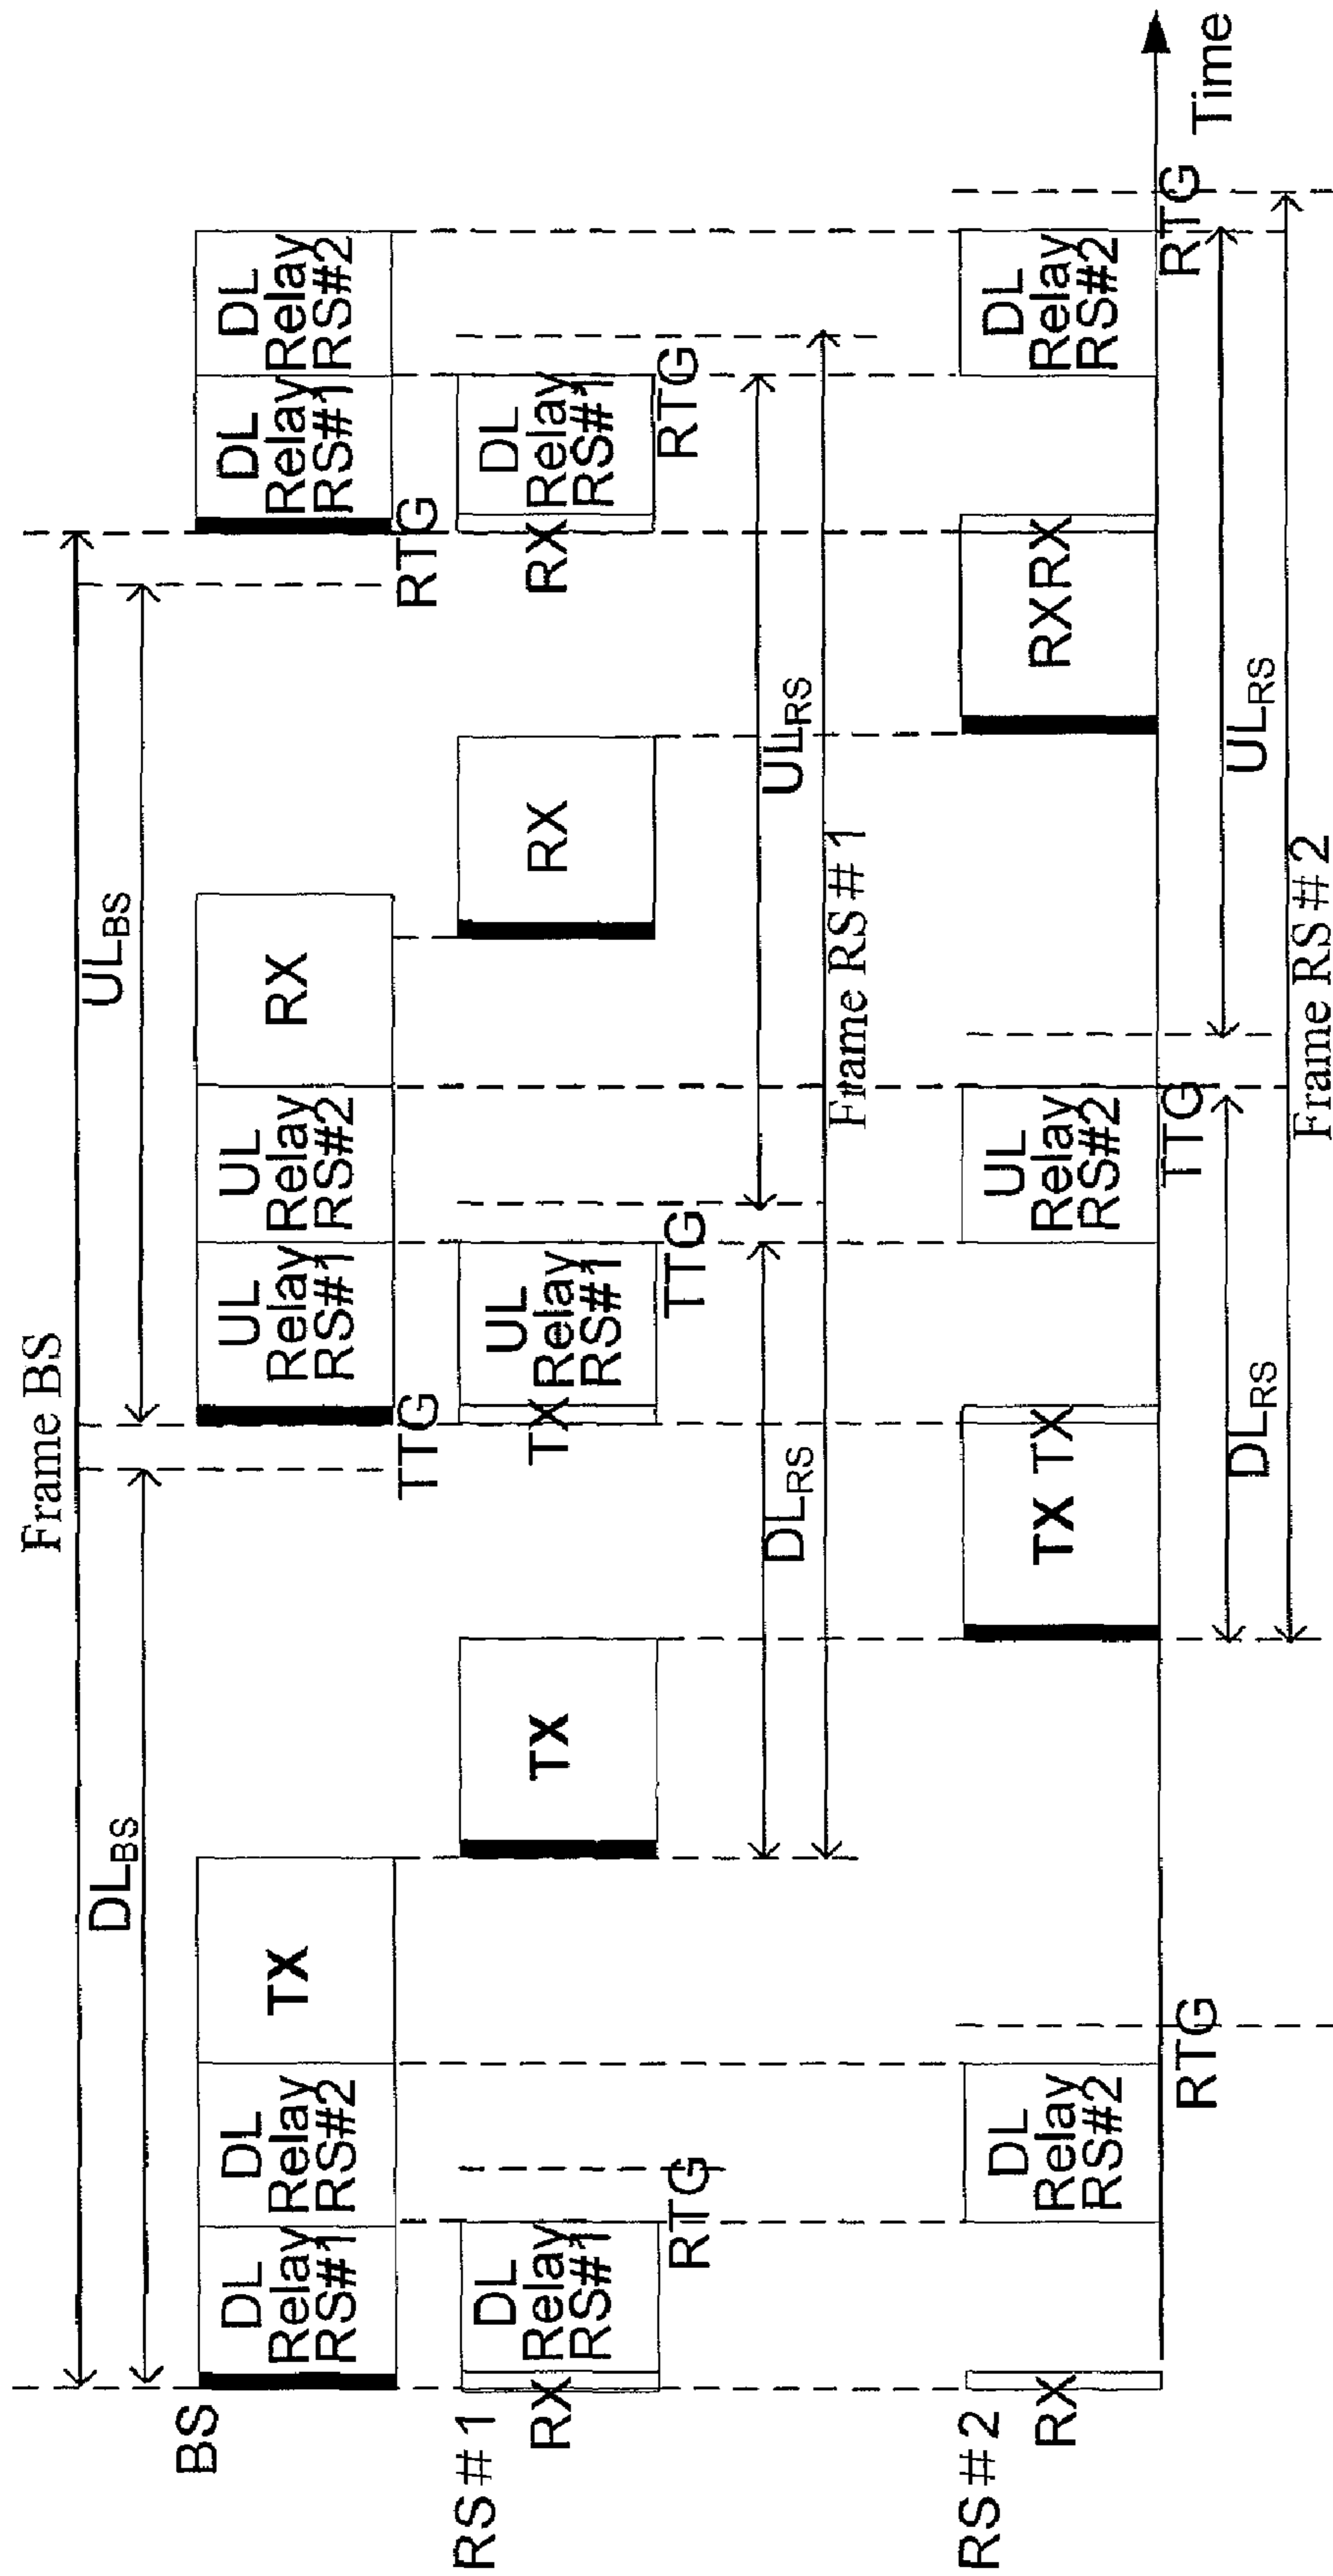 Frame BS
DL_BS
UL_BS
BS
DL
Relay
RS#1
DL
Relay
RS#2
TX
TTG
UL
Relay
RS#1
UL
Relay
RS#2
RX
RTG
DL
Relay
RS#1
DL
Relay
RS#2
RS#1
RX
DL
Relay
RS#1
RTG
TX
TX
UL
Relay
RS#1
TTG
RX
RX
DL
Relay
RS#1
RTG
DL_RS
UL_RS
Frame RS#1
RS#2
RX
DL
Relay
RS#2
RTG
TX TX
UL
Relay
RS#2
TTG
RXRX
DL
Relay
RS#2
RTG
Time
DL_RS
UL_RS
Frame RS#2